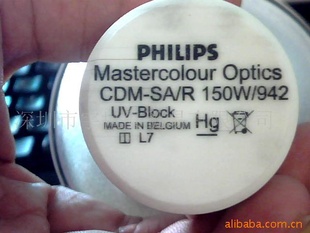 PHILIPS
Mastercolour Optics
CDM-SA/R 150W/942
UV-Block
MADE IN BELGIUM
Hg
L7
alibaba.com.cn